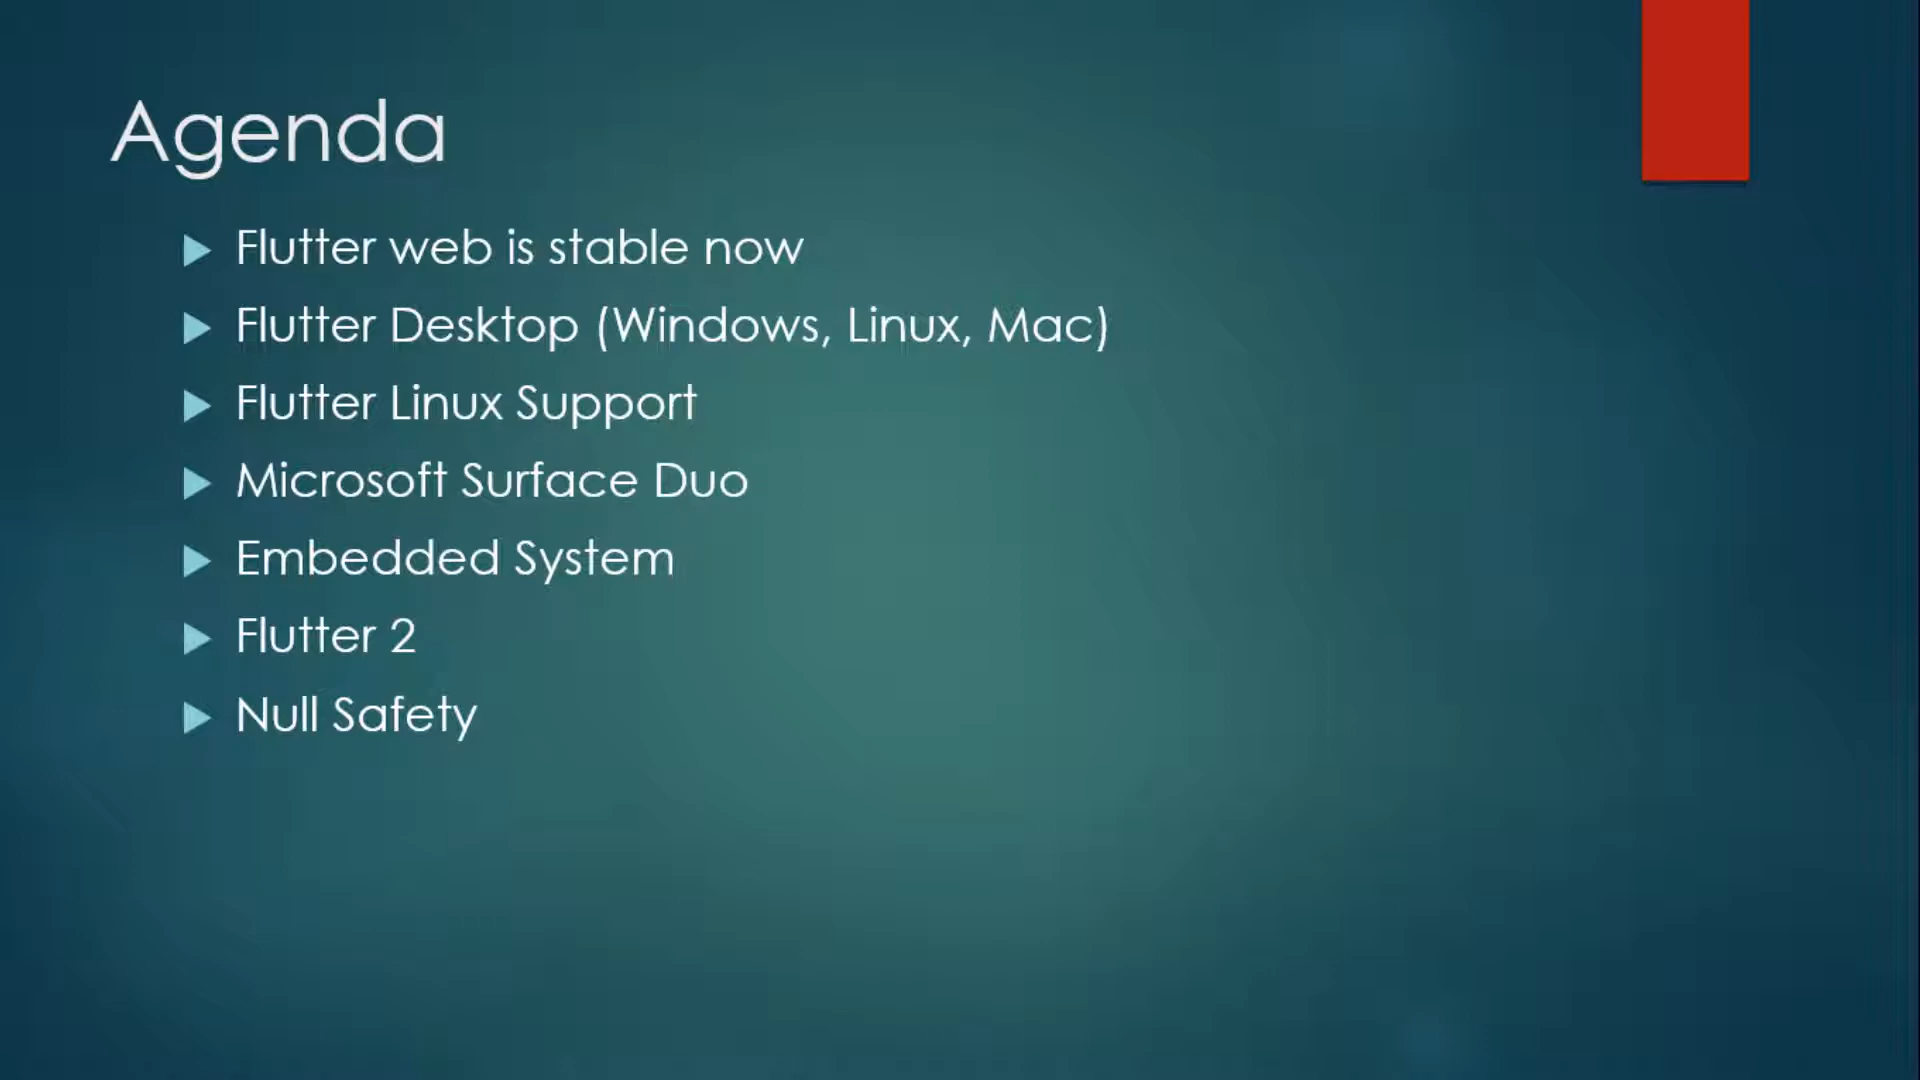 Agenda
Flutter web is stable now
Flutter Desktop (Windows, Linux, Mac)
Flutter Linux Support
Microsoft Surface Duo
Embedded System
Flutter 2
Null Safety